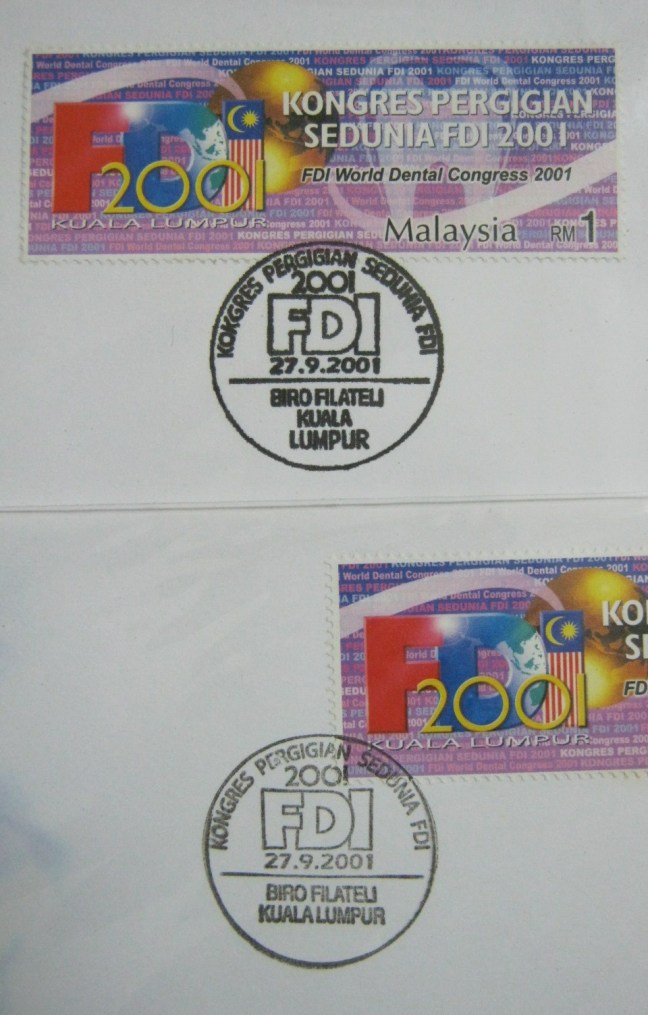 KONGRES PERGIGIAN
SEDUNIA FDI 2001
FDI World Dental Congress 2001
FDI
2001
KUALA LUMPUR
Malaysia RM1
KOKGRES PERGIGIAN SEDUNIA FDI
2001
FDI
27.9.2001
BIRO FILATELI
KUALA
LUMPUR
FDI
2001
KUALA LUMPUR
KONGRES PERGIGIAN SEDUNIA FDI
2001
FDI
27.9.2001
BIRO FILATELI
KUALA LUMPUR